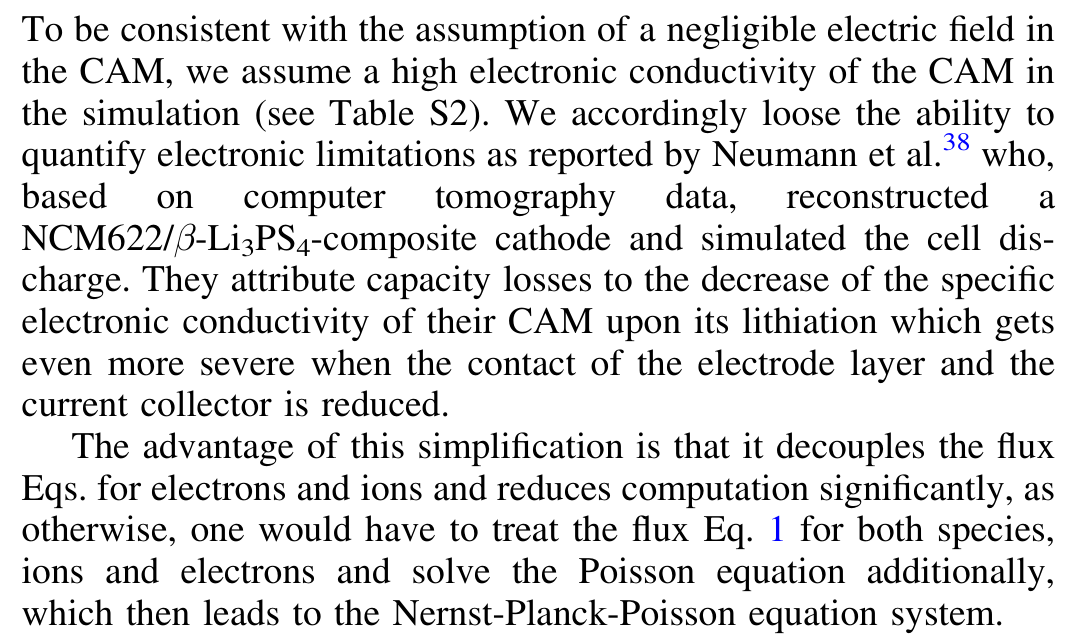 To be consistent with the assumption of a negligible electric field in
the CAM, we assume a high electronic conductivity of the CAM in
the simulation (see Table S2). We accordingly loose the ability to
quantify electronic limitations as reported by Neumann et al.38 who,
based on computer tomography data, reconstructed a
NCM622/β-Li3PS4-composite cathode and simulated the cell dis-
charge. They attribute capacity losses to the decrease of the specific
electronic conductivity of their CAM upon its lithiation which gets
even more severe when the contact of the electrode layer and the
current collector is reduced.
The advantage of this simplification is that it decouples the flux
Eqs. for electrons and ions and reduces computation significantly, as
otherwise, one would have to treat the flux Eq. 1 for both species,
ions and electrons and solve the Poisson equation additionally,
which then leads to the Nernst-Planck-Poisson equation system.